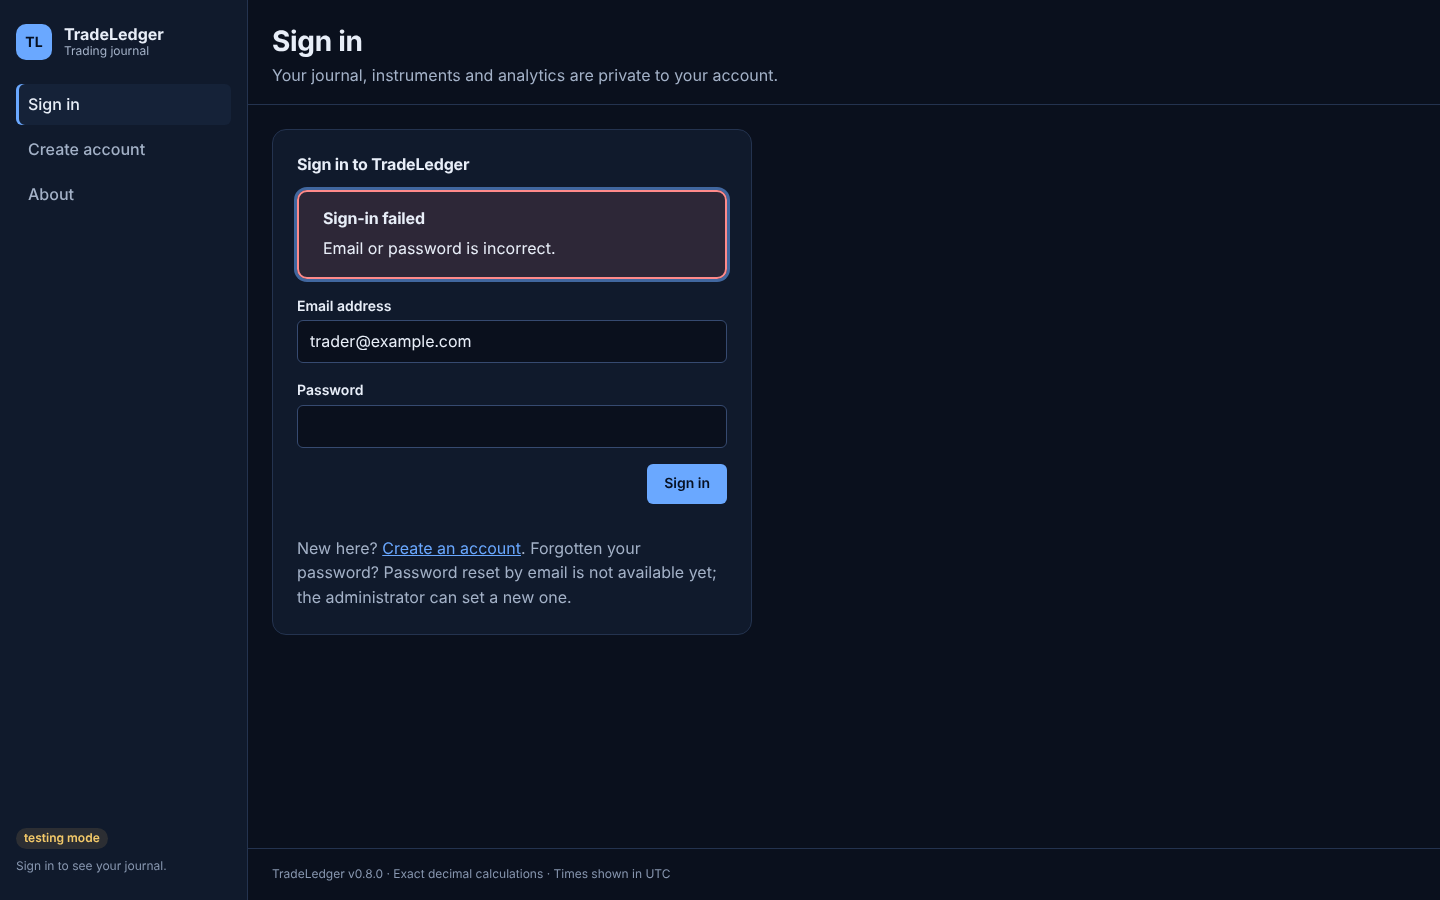 TL
TradeLedger
Trading journal
Sign in
Create account
About
testing mode
Sign in to see your journal.
Sign in
Your journal, instruments and analytics are private to your account.
Sign in to TradeLedger
Sign-in failed
Email or password is incorrect.
Email address
trader@example.com
Password
Sign in
New here? Create an account. Forgotten your
password? Password reset by email is not available yet;
the administrator can set a new one.
TradeLedger v0.8.0 · Exact decimal calculations · Times shown in UTC